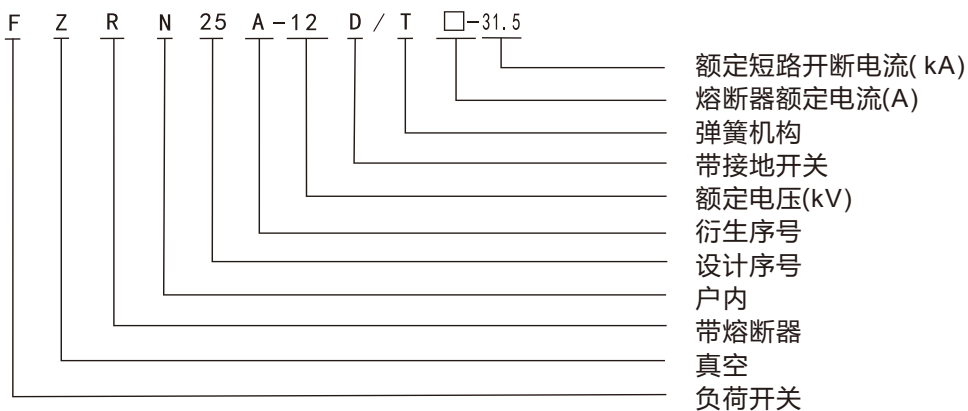 F Z R N 25 A-12 D / T □-31.5
额定短路开断电流( kA)
熔断器额定电流(A)
弹簧机构
带接地开关
额定电压(kV)
衍生序号
设计序号
户内
带熔断器
真空
负荷开关